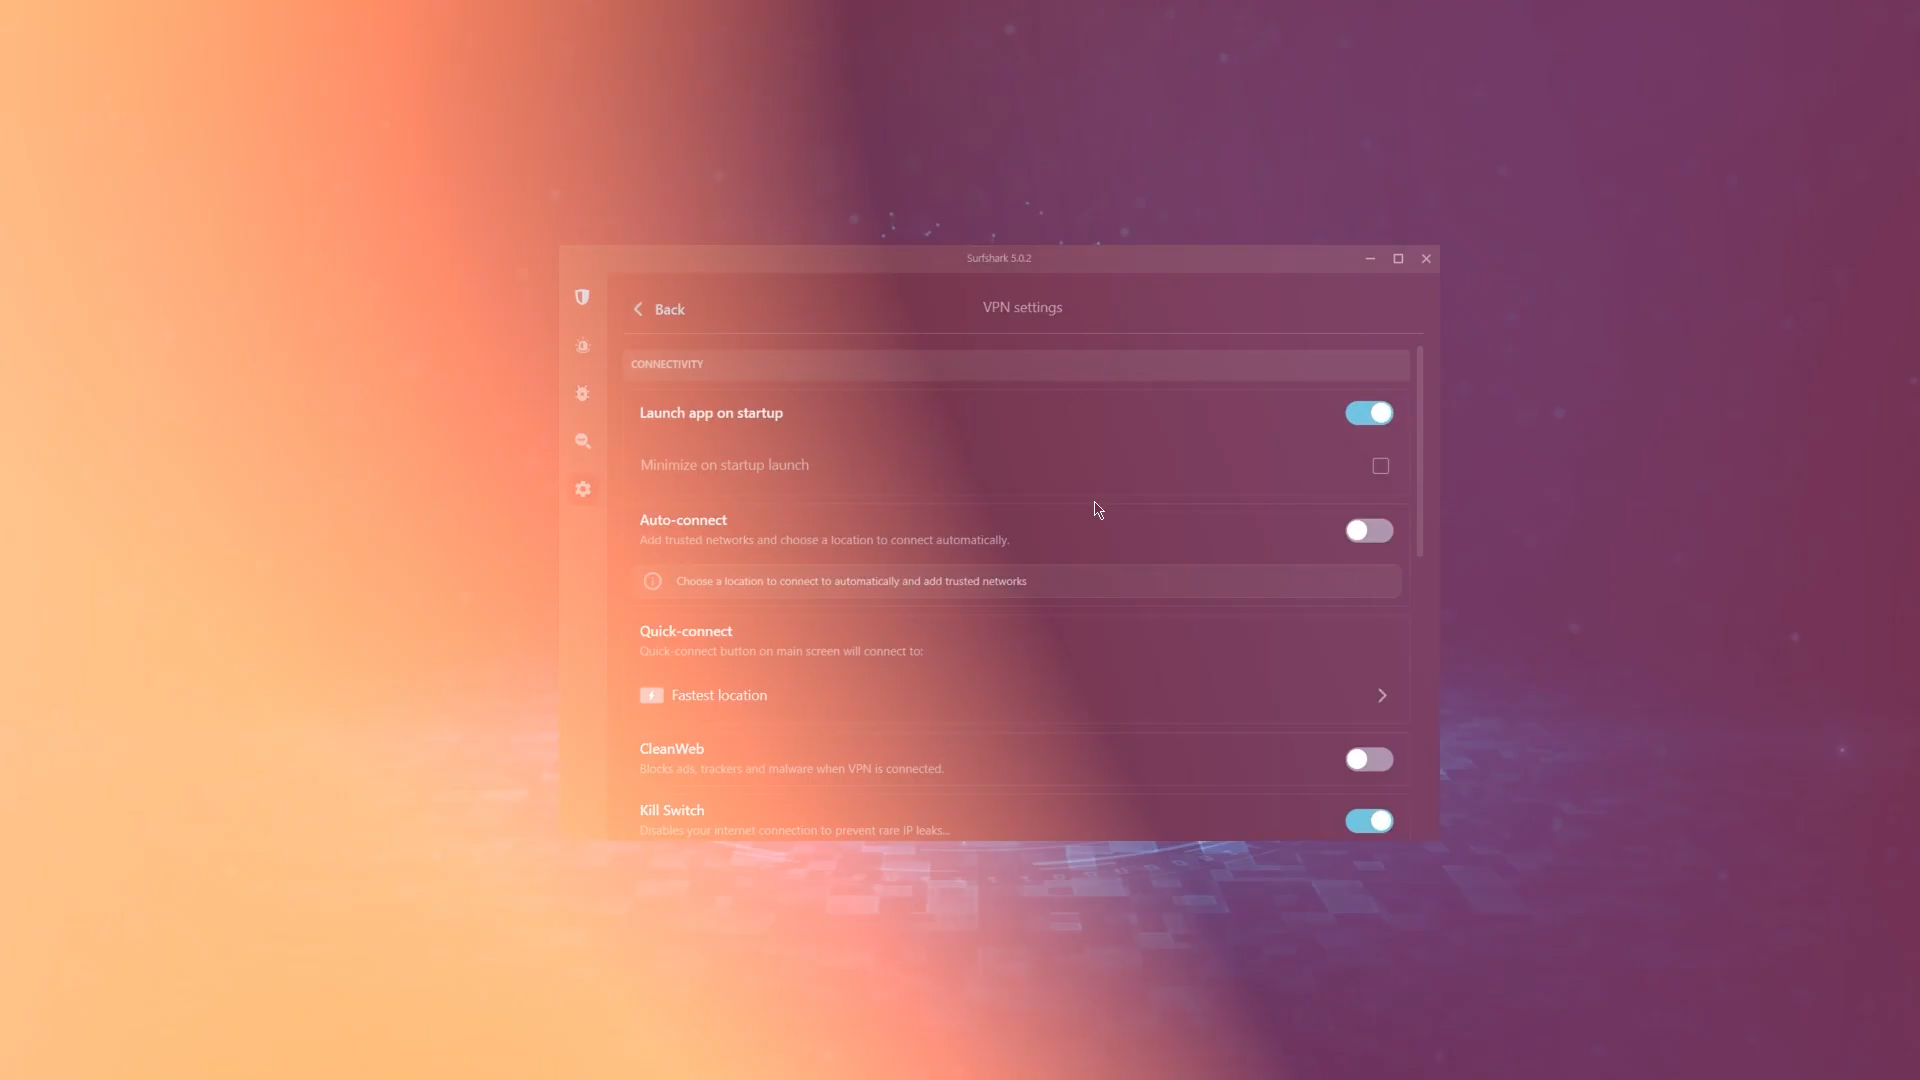 Surfshark 5.0.2
Back
VPN settings
CONNECTIVITY
Launch app on startup
Minimize on startup launch
Auto-connect
Add trusted networks and choose a location to connect automatically.
Choose a location to connect to automatically and add trusted networks
Quick-connect
Quick-connect button on main screen will connect to:
Fastest location
CleanWeb
Blocks ads, trackers and malware when VPN is connected.
Kill Switch
Disables your internet connection to prevent rare IP leaks...